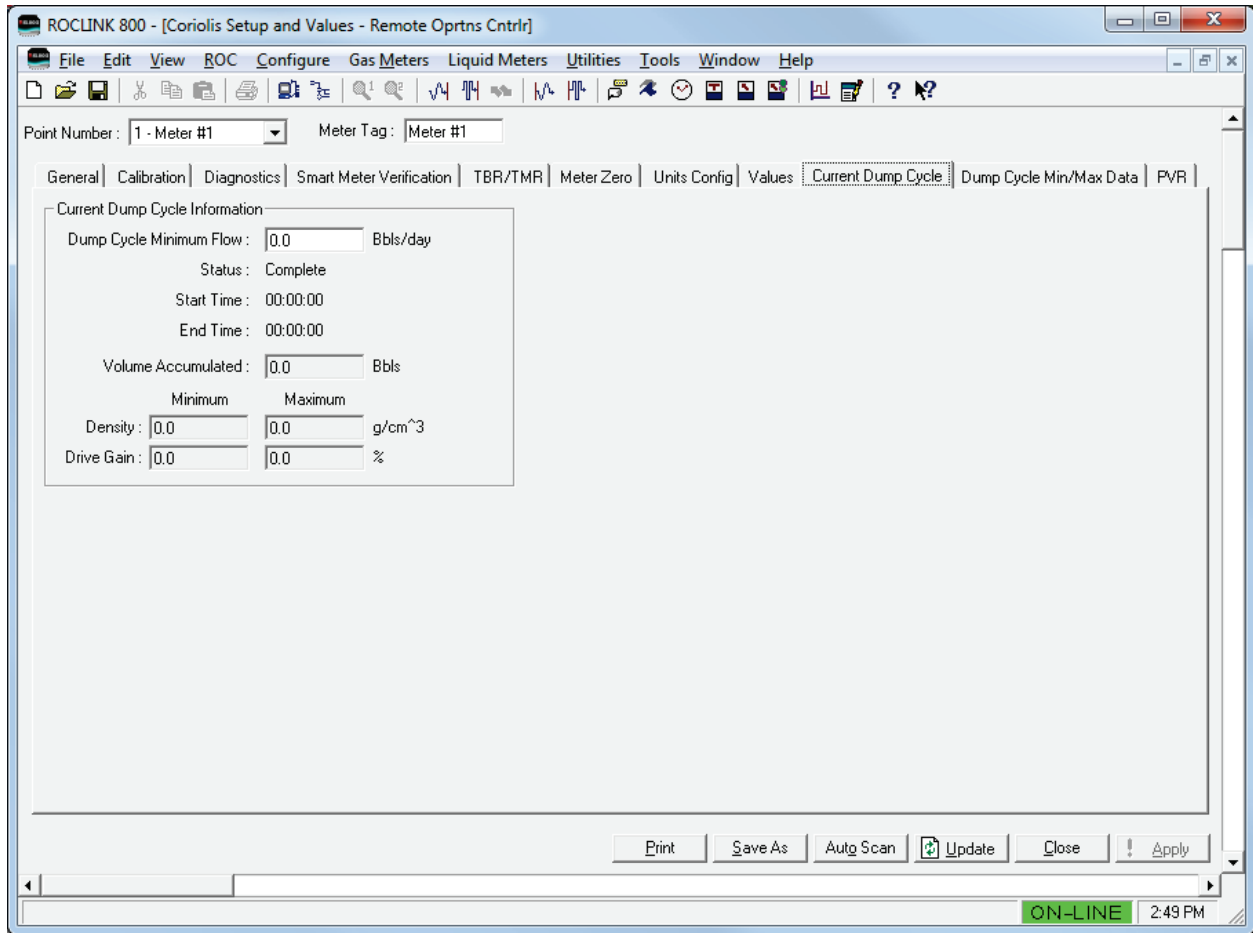 ROCLINK 800 - [Coriolis Setup and Values - Remote Oprtns Cntrlr]
File Edit View ROC Configure Gas Meters Liquid Meters Utilities Tools Window Help
Point Number : 1 - Meter #1 Meter Tag : Meter #1
General Calibration Diagnostics Smart Meter Verification TBR/TMR Meter Zero Units Config Values Current Dump Cycle Dump Cycle Min/Max Data PVR
Current Dump Cycle Information
Dump Cycle Minimum Flow : 0.0 Bbls/day
Status : Complete
Start Time : 00:00:00
End Time : 00:00:00
Volume Accumulated : 0.0 Bbls
Minimum Maximum
Density : 0.0 0.0 g/cm^3
Drive Gain : 0.0 0.0 %
Print Save As Auto Scan Update Close ! Apply
ON-LINE 2:49 PM